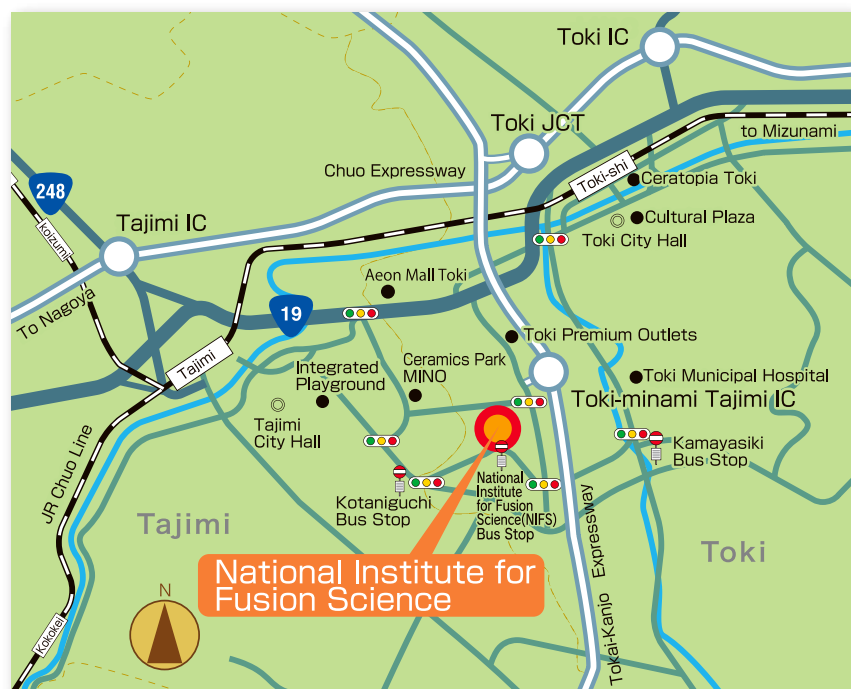 Toki IC
Toki JCT
to Mizunami
Chuo Expressway
Toki-shi
Ceratopia Toki
248
Cultural Plaza
Tajimi IC
koizumi
Toki City Hall
Aeon Mall Toki
To Nagoya
19
Toki Premium Outlets
Tajimi
Integrated
Playground
Ceramics Park
MINO
Toki Municipal Hospital
Toki-minami Tajimi IC
Tajimi
City Hall
Kamayasiki
Bus Stop
JR Chuo Line
Kotaniguchi
Bus Stop
National
Institute
for Fusion
Science(NIFS)
Bus Stop
Tajimi
Toki
National Institute for
Fusion Science
Tokai-Kanjo Expressway
N
Kokokei